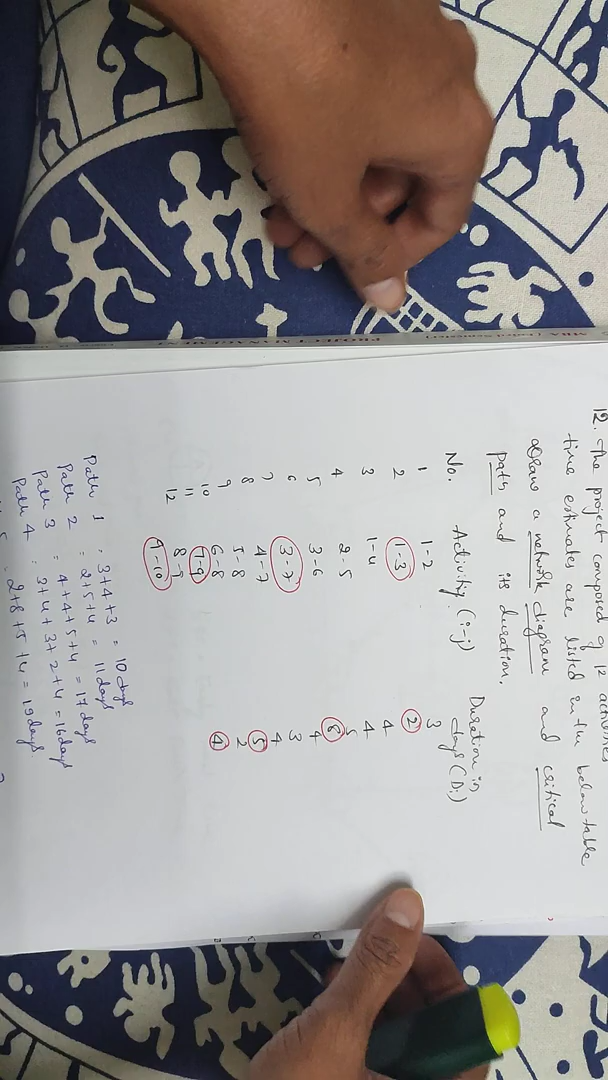 12. The project composed of 12 activities
time estimates are listed in the below table
draw a network diagram and critical
path and its duration.
No. Activity (i-j) Duration in days (Di)
1 1-2 3
2 1-3 2
3 1-4 4
4 2-5 4
5 3-6 5
6 3-7 8
7 4-7 4
8 5-8 3
9 6-8 4
10 7-9 5
11 8-9 2
12 9-10 4
Path 1 : 3+4+3 = 10 days
Path 2 : 2+5+4 = 11 days
Path 3 : 4+4+5+4 = 17 days
Path 4 : 3+4+3+2+4 = 16 days
2+8+5+4 = 19 days
PROJECT MANAGEMENT